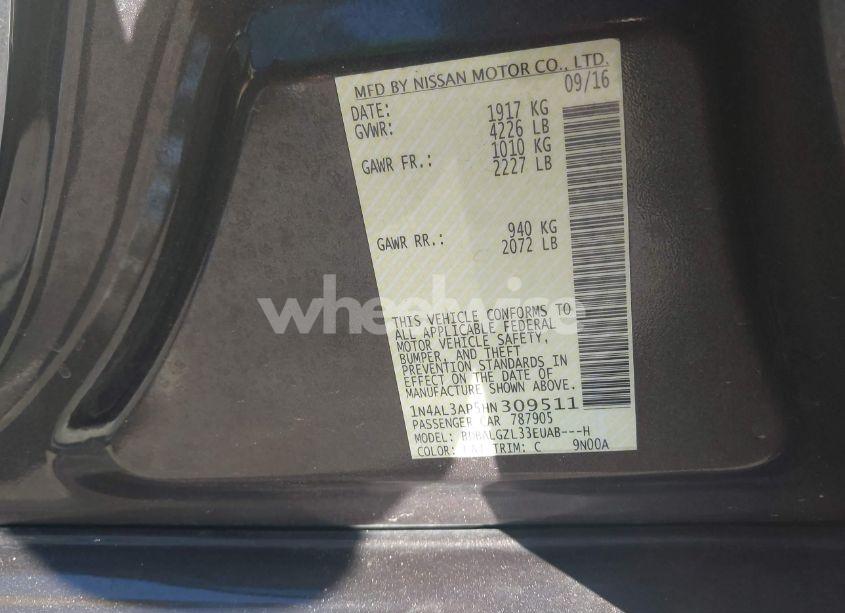 MFD BY NISSAN MOTOR CO., LTD.
DATE: 09/16
GVWR: 1917 KG
4226 LB
GAWR FR.: 1010 KG
2227 LB
GAWR RR.: 940 KG
2072 LB
wheelwise
THIS VEHICLE CONFORMS TO
ALL APPLICABLE FEDERAL
MOTOR VEHICLE SAFETY,
BUMPER, AND THEFT
PREVENTION STANDARDS IN
EFFECT ON THE DATE OF
MANUFACTURE SHOWN ABOVE.
1N4AL3AP5HN309511
PASSENGER CAR 787905
MODEL: GZL33EUAB---H
COLOR: TRIM: C 9N00A